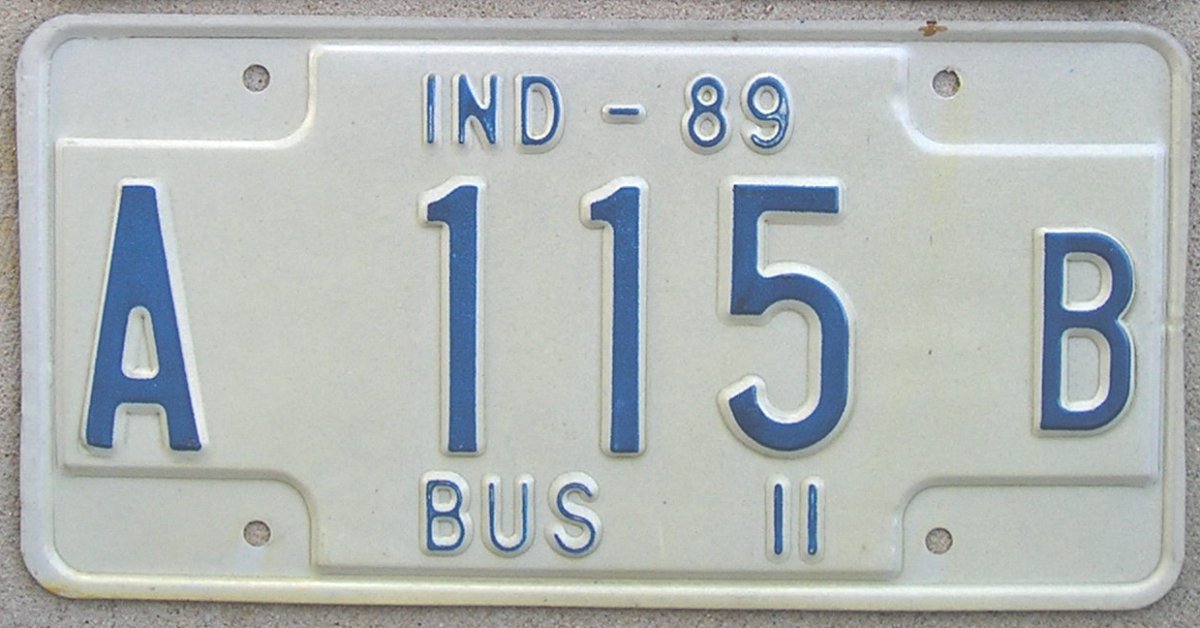 IND - 89
A 115 B
BUS 11